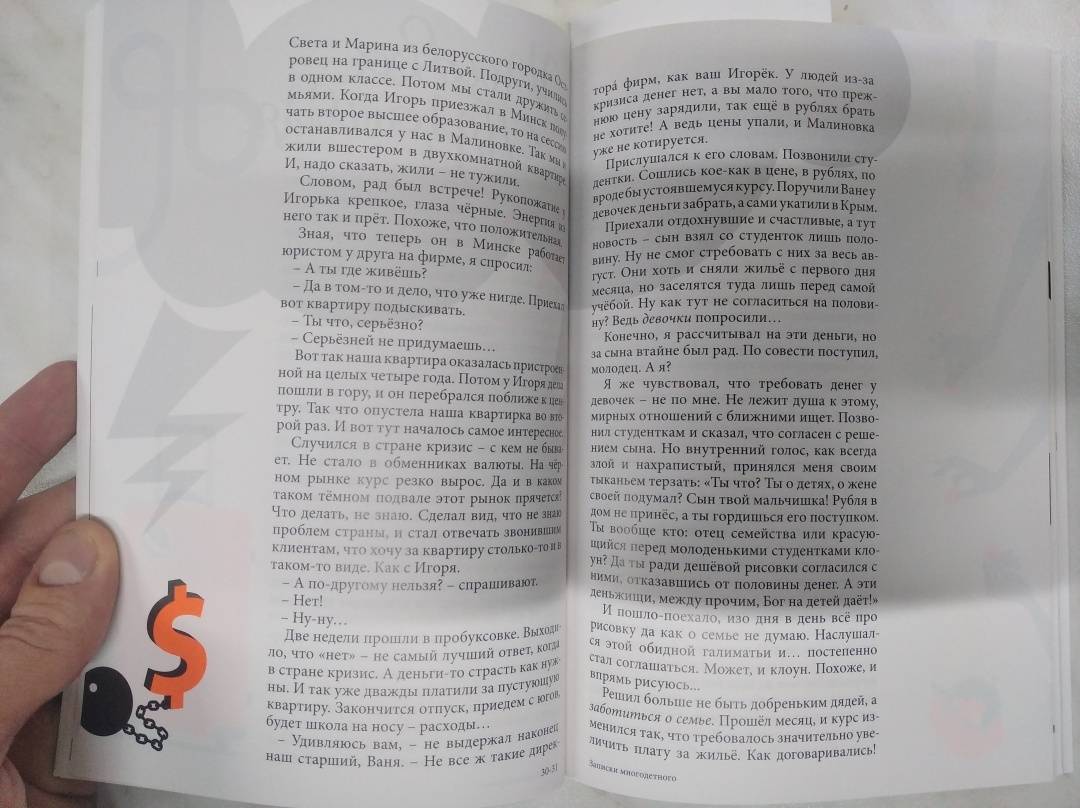 Света и Марина из белорусского городка Ост-
ровец на границе с Литвой. Подруги, учились
в одном классе. Потом мы стали дружить се-
мьями. Когда Игорь приезжал в Минск полу-
чать второе высшее образование, то на сессию
останавливался у нас в Малиновке. Так мы и
жили вшестером в двухкомнатной квартире.
И, надо сказать, жили – не тужили.
Словом, рад был встрече! Рукопожатие у
Игорька крепкое, глаза чёрные. Энергия из
него так и прёт. Похоже, что положительная.
Зная, что теперь он в Минске работает
юристом у друга на фирме, я спросил:
– А ты где живёшь?
– Да в том-то и дело, что уже нигде. Приехал
вот квартиру подыскивать.
– Ты что, серьёзно?
– Серьёзней не придумаешь…
Вот так наша квартира оказалась пристроен-
ной на целых четыре года. Потом у Игоря дела
пошли в гору, и он перебрался поближе к цен-
тру. Так что опустела наша квартирка во вто-
рой раз. И вот тут началось самое интересное.
Случился в стране кризис – с кем не быва-
ет. Не стало в обменниках валюты. На чёр-
ном рынке курс резко вырос. Да и в каком
таком тёмном подвале этот рынок прячется?
Что делать, не знаю. Сделал вид, что не знаю
проблем страны, и стал отвечать звонившим
клиентам, что хочу за квартиру столько-то и в
таком-то виде. Как с Игоря.
– А по-другому нельзя? – спрашивают.
– Нет!
– Ну-ну…
Две недели прошли в пробуксовке. Выходи-
ло, что «нет» – не самый лучший ответ, когда
в стране кризис. А деньги-то страсть как нуж-
ны. И так уже дважды платили за пустующую
квартиру. Закончится отпуск, приедем с югов,
будет школа на носу – расходы…
– Удивляюсь вам, – не выдержал наконец
наш старший, Ваня. – Не все ж такие дирек-
30-31
тора́ фирм, как ваш Игорёк. У людей из-за
кризиса денег нет, а вы мало того, что преж-
нюю цену зарядили, так ещё в рублях брать
не хотите! А ведь цены упали, и Малиновка
уже не котируется.
Прислушался к его словам. Позвонили сту-
дентки. Сошлись кое-как в цене, в рублях, по
вроде бы устоявшемуся курсу. Поручили Ване у
девочек деньги забрать, а сами укатили в Крым.
Приехали отдохнувшие и счастливые, а тут
новость – сын взял со студенток лишь поло-
вину. Ну не смог стребовать с них за весь ав-
густ. Они хоть и сняли жильё с первого дня
месяца, но заселятся туда лишь перед самой
учёбой. Ну как тут не согласиться на полови-
ну? Ведь девочки попросили…
Конечно, я рассчитывал на эти деньги, но
за сына втайне был рад. По совести поступил,
молодец. А я?
Я же чувствовал, что требовать денег у
девочек – не по мне. Не лежит душа к этому,
мирных отношений с ближними ищет. Позво-
нил студенткам и сказал, что согласен с реше-
нием сына. Но внутренний голос, как всегда
злой и нахрапистый, принялся меня своим
тыканьем терзать: «Ты что? Ты о детях, о жене
своей подумал? Сын твой мальчишка! Рубля в
дом не принёс, а ты гордишься его поступком.
Ты вообще кто: отец семейства или красую-
щийся перед молоденькими студентками кло-
ун? Да ты ради дешёвой рисовки согласился с
ними, отказавшись от половины денег. А эти
деньжищи, между прочим, Бог на детей даёт!»
И пошло-поехало, изо дня в день всё про
рисовку да как о семье не думаю. Наслушал-
ся этой обидной галиматьи и… постепенно
стал соглашаться. Может, и клоун. Похоже, и
впрямь рисуюсь...
Решил больше не быть добреньким дядей, а
заботиться о семье. Прошёл месяц, и курс из-
менился так, что требовалось значительно уве-
личить плату за жильё. Как договаривались!
Записки многодетного